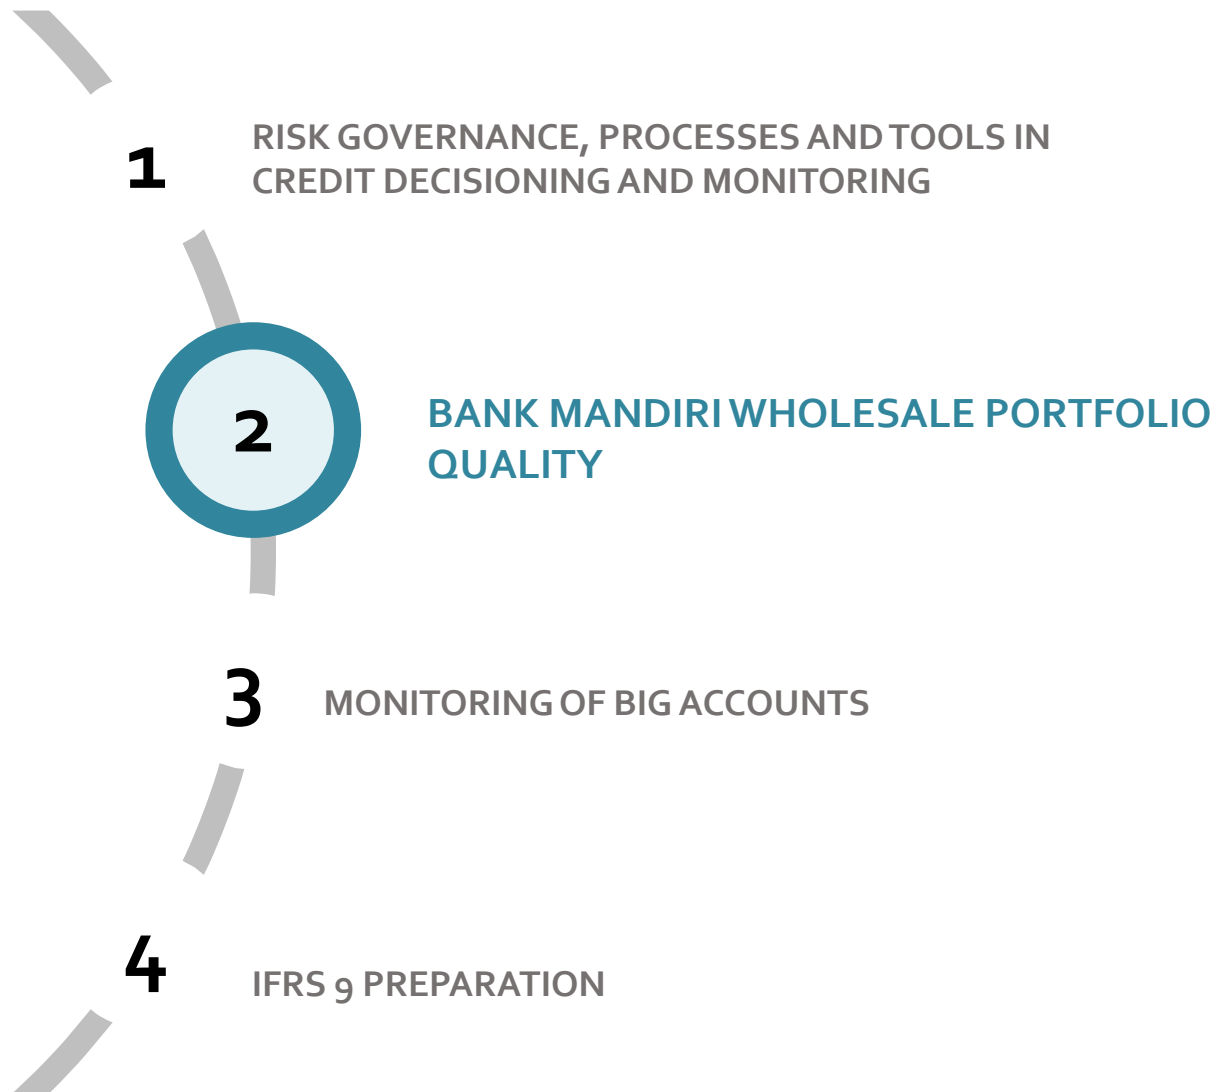 1
RISK GOVERNANCE, PROCESSES AND TOOLS IN
CREDIT DECISIONING AND MONITORING
2
BANK MANDIRI WHOLESALE PORTFOLIO
QUALITY
3
MONITORING OF BIG ACCOUNTS
4
IFRS 9 PREPARATION